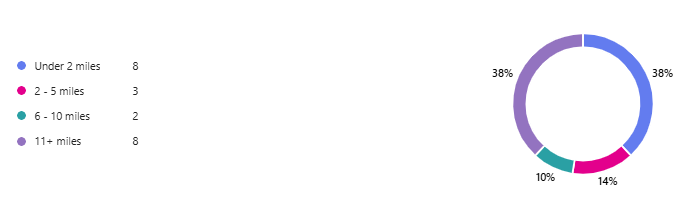 Under 2 miles 8
2 - 5 miles 3
6 - 10 miles 2
11+ miles 8
38%
38%
10%
14%